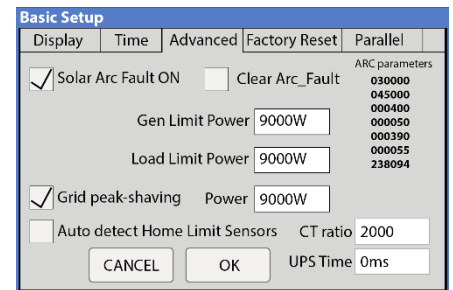 Basic Setup
Display Time Advanced Factory Reset Parallel
ARC parameters
Solar Arc Fault ON Clear Arc_Fault
030000
045000
000400
000050
000390
000055
238094
Gen Limit Power 9000W
Load Limit Power 9000W
Grid peak-shaving Power 9000W
Auto detect Home Limit Sensors CT ratio 2000
CANCEL OK UPS Time 0ms